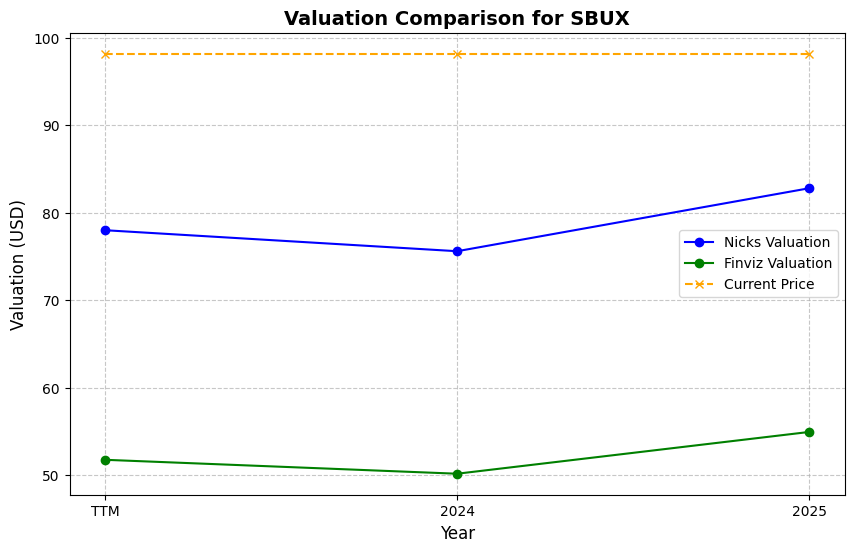 Valuation Comparison for SBUX
Valuation (USD)
100
90
80
70
60
50
Nicks Valuation
Finviz Valuation
Current Price
TTM
2024
2025
Year